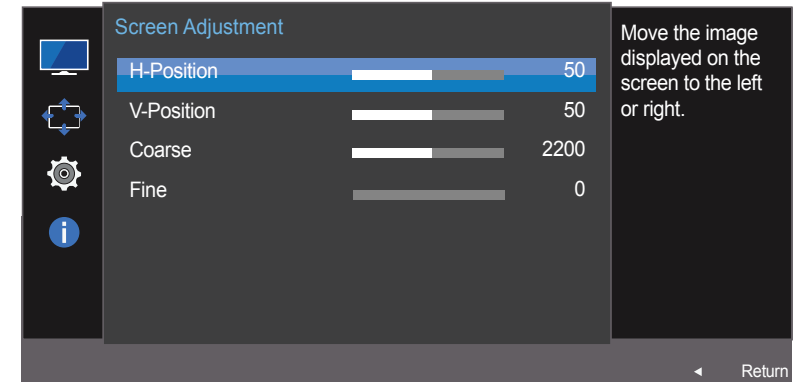 Screen Adjustment
H-Position 50
V-Position 50
Coarse 2200
Fine 0
Move the image
displayed on the
screen to the left
or right.
i
◄ Return